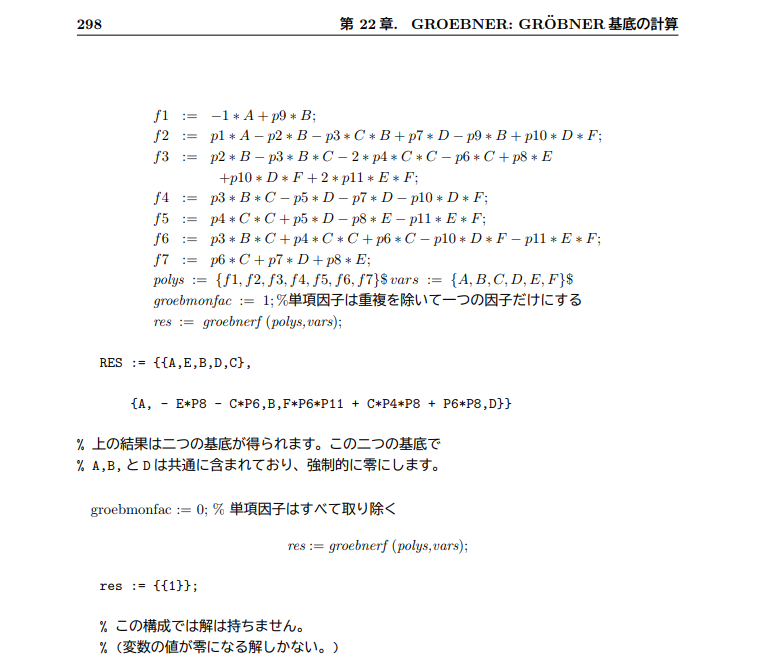 298 第 22 章. GROEBNER: GRÖBNER 基底の計算
f1 := −1 ∗ A + p9 ∗ B;
f2 := p1 ∗ A − p2 ∗ B − p3 ∗ C ∗ B + p7 ∗ D − p9 ∗ B + p10 ∗ D ∗ F;
f3 := p2 ∗ B − p3 ∗ B ∗ C − 2 ∗ p4 ∗ C ∗ C − p6 ∗ C + p8 ∗ E
+p10 ∗ D ∗ F + 2 ∗ p11 ∗ E ∗ F;
f4 := p3 ∗ B ∗ C − p5 ∗ D − p7 ∗ D − p10 ∗ D ∗ F;
f5 := p4 ∗ C ∗ C + p5 ∗ D − p8 ∗ E − p11 ∗ E ∗ F;
f6 := p3 ∗ B ∗ C + p4 ∗ C ∗ C + p6 ∗ C − p10 ∗ D ∗ F − p11 ∗ E ∗ F;
f7 := p6 ∗ C + p7 ∗ D + p8 ∗ E;
polys := {f1, f2, f3, f4, f5, f6, f7}$ vars := {A, B, C, D, E, F}$
groebmonfac := 1; %単項因子は重複を除いて一つの因子だけにする
res := groebnerf (polys,vars);
RES := {{A,E,B,D,C},
{A, - E*P8 - C*P6,B,F*P6*P11 + C*P4*P8 + P6*P8,D}}
% 上の結果は二つの基底が得られます。この二つの基底で
% A,B, と D は共通に含まれており、強制的に零にします。
groebmonfac := 0; % 単項因子はすべて取り除く
res := groebnerf (polys,vars);
res := {{1}};
% この構成では解は持ちません。
% (変数の値が零になる解しかない。)